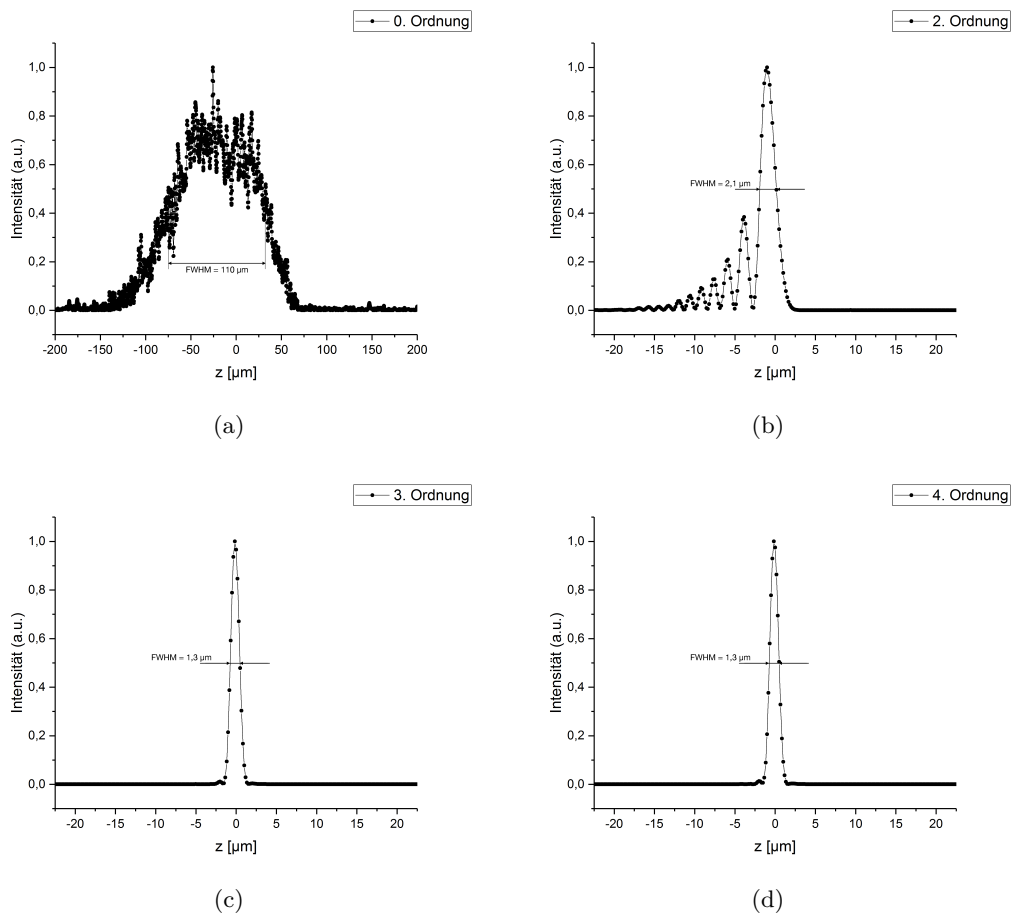 0. Ordnung
1,0
0,8
0,6
0,4
0,2
0,0
Intensität (a.u.)
FWHM = 110 µm
-200 -150 -100 -50 0 50 100 150 200
z [µm]
(a)
2. Ordnung
1,0
0,8
0,6
0,4
0,2
0,0
Intensität (a.u.)
FWHM = 2,1 µm
-20 -15 -10 -5 0 5 10 15 20
z [µm]
(b)
3. Ordnung
1,0
0,8
0,6
0,4
0,2
0,0
Intensität (a.u.)
FWHM = 1,3 µm
-20 -15 -10 -5 0 5 10 15 20
z [µm]
(c)
4. Ordnung
1,0
0,8
0,6
0,4
0,2
0,0
Intensität (a.u.)
FWHM = 1,3 µm
-20 -15 -10 -5 0 5 10 15 20
z [µm]
(d)